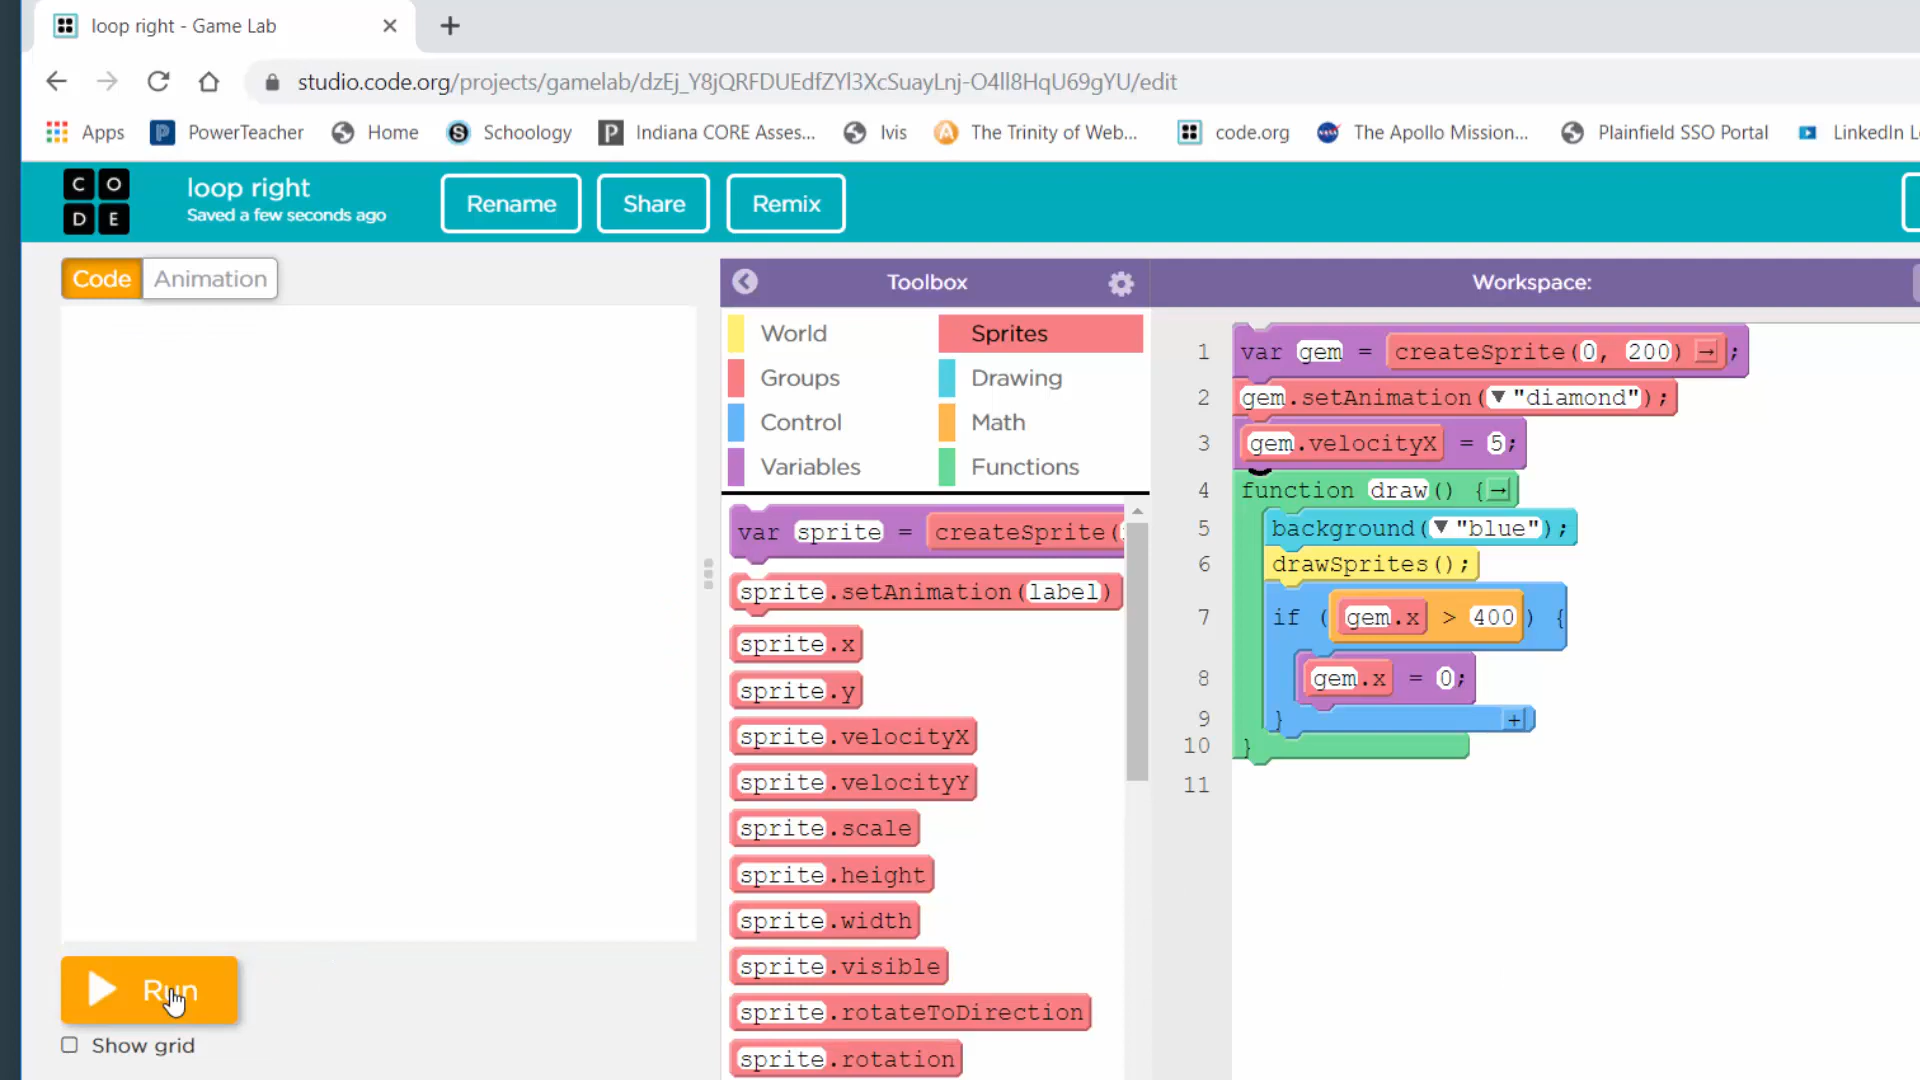 loop right - Game Lab
studio.code.org/projects/gamelab/dzEj_Y8jQRFDUEdfZYl3XcSuayLnj-O4ll8HqU69gYU/edit
Apps PowerTeacher Home Schoology Indiana CORE Asses... Ivis The Trinity of Web... code.org The Apollo Mission... Plainfield SSO Portal LinkedIn
CODE
loop right
Saved a few seconds ago
Rename Share Remix
Code Animation
Toolbox
World Sprites
Groups Drawing
Control Math
Variables Functions
var sprite = createSprite(
sprite.setAnimation(label)
sprite.x
sprite.y
sprite.velocityX
sprite.velocityY
sprite.scale
sprite.height
sprite.width
sprite.visible
sprite.rotateToDirection
sprite.rotation
Workspace:
1 var gem = createSprite(0, 200) → ;
2 gem.setAnimation(▼"diamond");
3 gem.velocityX = 5;
4 function draw() {→
5 background(▼"blue");
6 drawSprites();
7 if (gem.x > 400) {
8 gem.x = 0;
9 } +
10 }
11
Run
Show grid